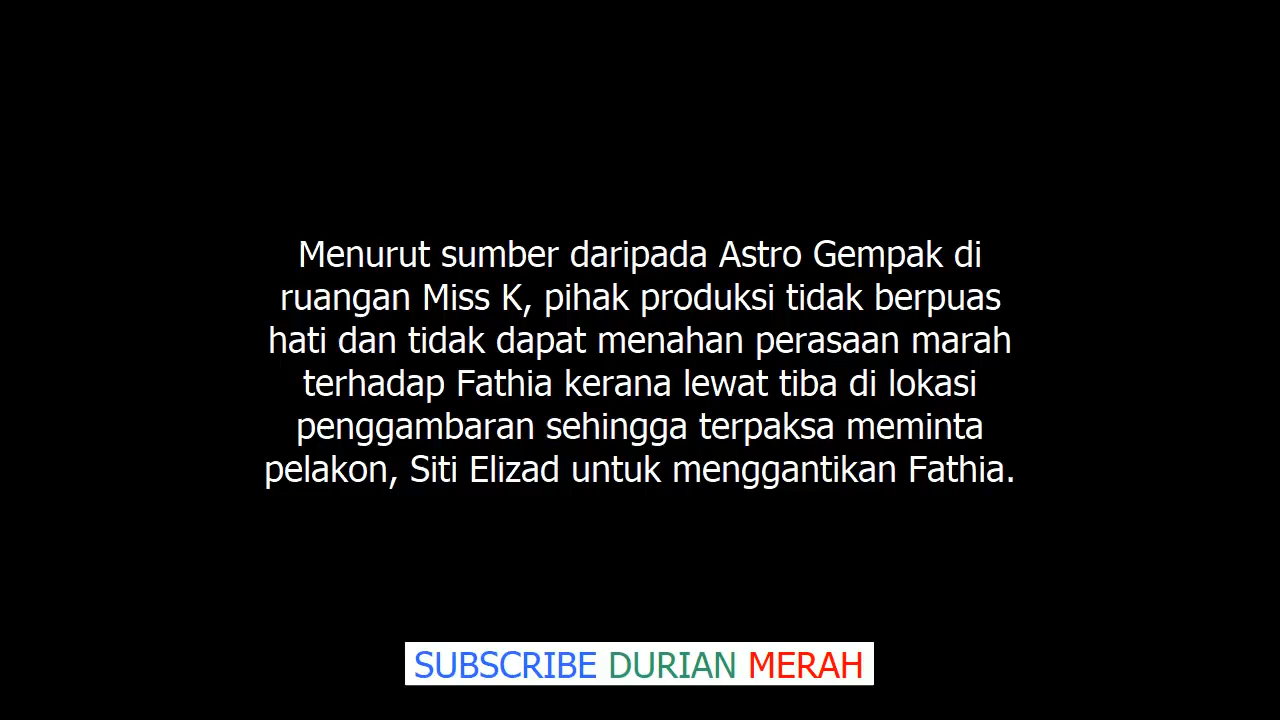 Menurut sumber daripada Astro Gempak di
ruangan Miss K, pihak produksi tidak berpuas
hati dan tidak dapat menahan perasaan marah
terhadap Fathia kerana lewat tiba di lokasi
penggambaran sehingga terpaksa meminta
pelakon, Siti Elizad untuk menggantikan Fathia.
SUBSCRIBE DURIAN MERAH